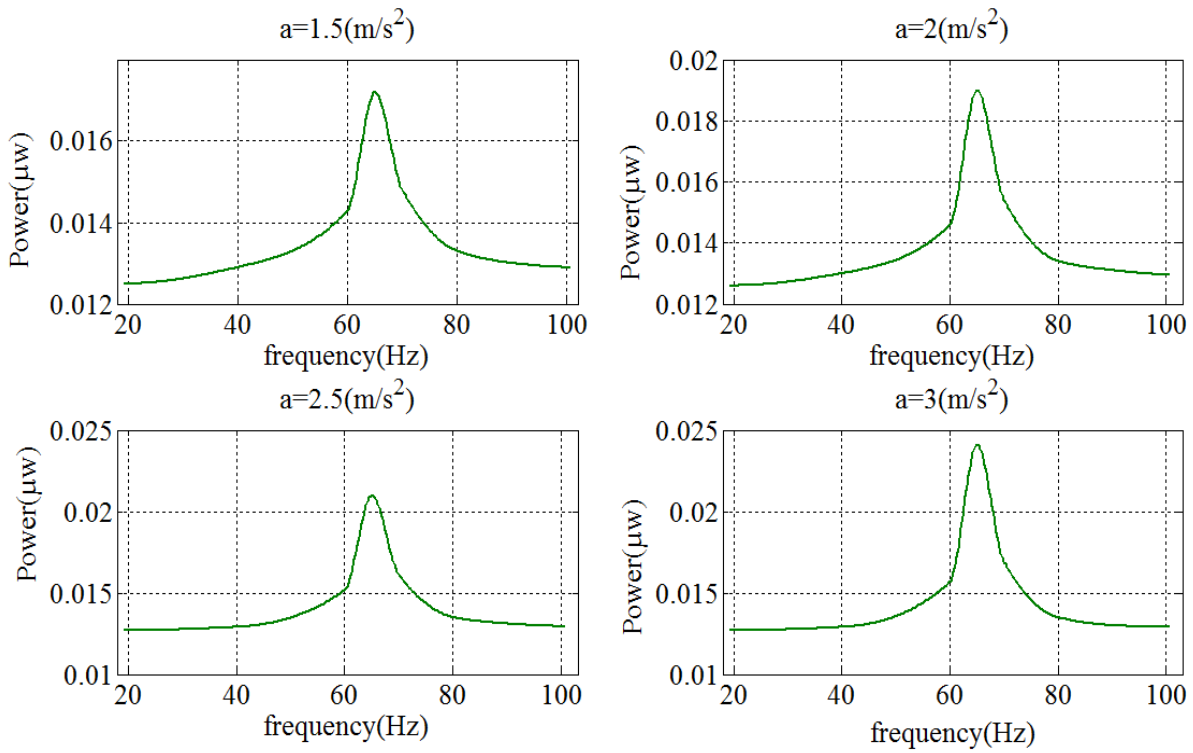 a=1.5(m/s²)
Power(µw)
0.016
0.014
0.012
20 40 60 80 100
frequency(Hz)
a=2(m/s²)
Power(µw)
0.02
0.018
0.016
0.014
0.012
20 40 60 80 100
frequency(Hz)
a=2.5(m/s²)
Power(µw)
0.025
0.02
0.015
0.01
20 40 60 80 100
frequency(Hz)
a=3(m/s²)
Power(µw)
0.025
0.02
0.015
0.01
20 40 60 80 100
frequency(Hz)